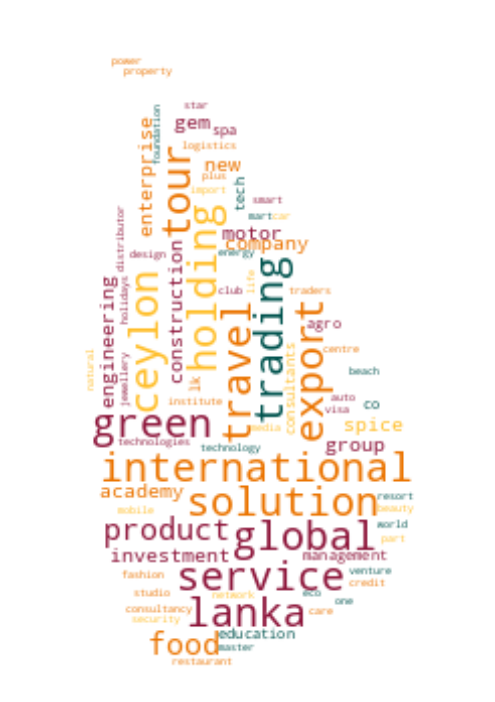 power
property
star
foundation
gem
spa
enterprise
tour
logistics
new
plus
import
tech
smart
mart
car
distributor
holding
motor
company
design
construction
energy
ceylon
trading
engineering
holidays
club
life
traders
travel
export
agro
natural
jewellery
lk
consultants
centre
beach
institute
auto
visa
co
green
media
spice
technologies
technology
group
international
academy
solution
resort
mobile
beauty
product
global
world
part
investment
management
fashion
service
venture
credit
studio
network
eco
one
consultancy
lanka
care
security
food
education
master
restaurant